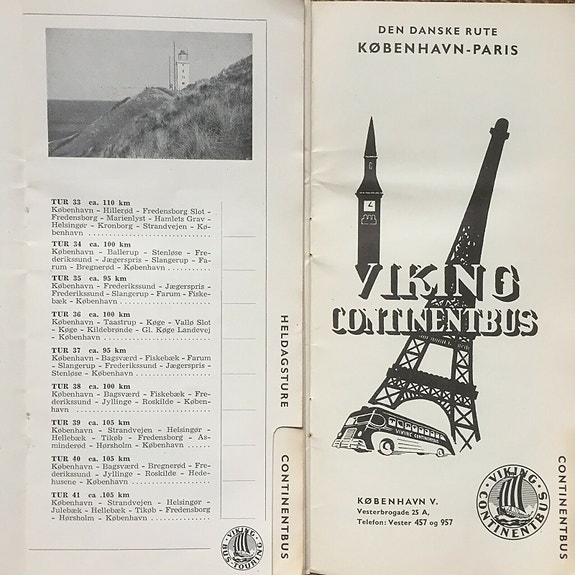 TUR 33 ca. 110 km
København - Hillerød - Fredensborg Slot -
Fredensborg - Marienlyst - Hamlets Grav -
Helsingør - Kronborg - Strandvejen - Kø-
benhavn
TUR 34 ca. 100 km
København - Ballerup - Stenløse - Fre-
derikssund - Jægerspris - Slangerup - Fa-
rum - Bregnerød - København
TUR 35 ca. 95 km
København - Frederikssund - Jægerspris -
Frederikssund - Slangerup - Farum - Fiske-
bæk - København
TUR 36 ca. 100 km
København - Taastrup - Køge - Vallø Slot
- Køge - Kildebrønde - Gl. Køge Landevej
- København
TUR 37 ca. 95 km
København - Bagsværd - Fiskebæk - Farum
- Slangerup - Frederikssund - Jægerspris -
Stenløse - København
TUR 38 ca. 100 km
København - Bagsværd - Fiskebæk - Fre-
derikssund - Jyllinge - Roskilde - Køben-
havn
TUR 39 ca. 105 km
København - Strandvejen - Helsingør -
Hellebæk - Tikøb - Fredensborg - As-
minderød - Hørsholm - København
TUR 40 ca. 105 km
København - Bagsværd - Bregnerød - Fre-
derikssund - Jyllinge - Roskilde - Hede-
husene - København
TUR 41 ca .105 km
København - Strandvejen - Helsingør -
Julebæk - Hellebæk - Tikøb - Fredensborg
- Hørsholm - København
VIKING
BUS-TOURING
HELDAGSTURE
CONTINENTBUS
DEN DANSKE RUTE
KØBENHAVN-PARIS
VIKING
CONTINENTBUS
VIKING CONTINENTBUS
KØBENHAVN V.
Vesterbrogade 25 A,
Telefon: Vester 457 og 957
VIKING
CONTINENTBUS
CONTINENTBUS